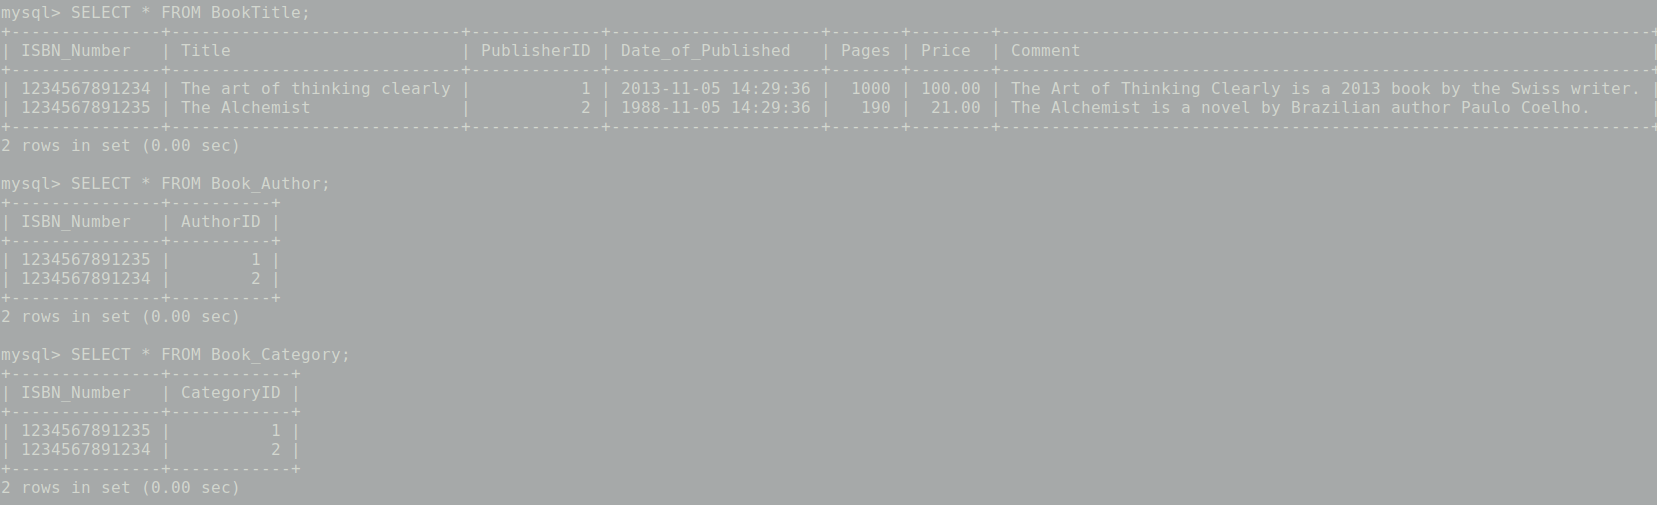 mysql> SELECT * FROM BookTitle;
+---------------+-----------------------------+-------------+---------------------+-------+--------+-----------------------------------------------------------------+
| ISBN_Number   | Title                       | PublisherID | Date_of_Published   | Pages | Price  | Comment                                                         |
+---------------+-----------------------------+-------------+---------------------+-------+--------+-----------------------------------------------------------------+
| 1234567891234 | The art of thinking clearly |           1 | 2013-11-05 14:29:36 |  1000 | 100.00 | The Art of Thinking Clearly is a 2013 book by the Swiss writer. |
| 1234567891235 | The Alchemist               |           2 | 1988-11-05 14:29:36 |   190 |  21.00 | The Alchemist is a novel by Brazilian author Paulo Coelho.      |
+---------------+-----------------------------+-------------+---------------------+-------+--------+-----------------------------------------------------------------+
2 rows in set (0.00 sec)
mysql> SELECT * FROM Book_Author;
+---------------+----------+
| ISBN_Number   | AuthorID |
+---------------+----------+
| 1234567891235 |        1 |
| 1234567891234 |        2 |
+---------------+----------+
2 rows in set (0.00 sec)
mysql> SELECT * FROM Book_Category;
+---------------+------------+
| ISBN_Number   | CategoryID |
+---------------+------------+
| 1234567891235 |          1 |
| 1234567891234 |          2 |
+---------------+------------+
2 rows in set (0.00 sec)